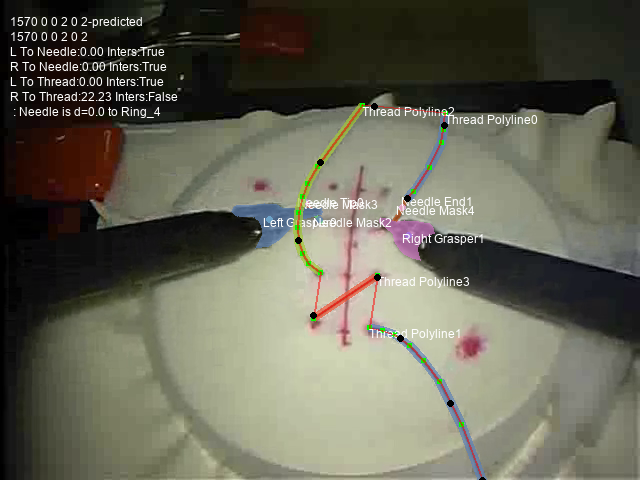 1570 0 0 2 0 2-predicted
1570 0 0 2 0 2
L To Needle:0.00 Inters:True
R To Needle:0.00 Inters:True
L To Thread:0.00 Inters:True
R To Thread:22.23 Inters:False
: Needle is d=0.0 to Ring_4
Thread Polyline2
Thread Polyline0
Needle End1
Needle Mask3
Needle Mask4
Needle Mask2
Right Grasper1
Thread Polyline3
Thread Polyline1